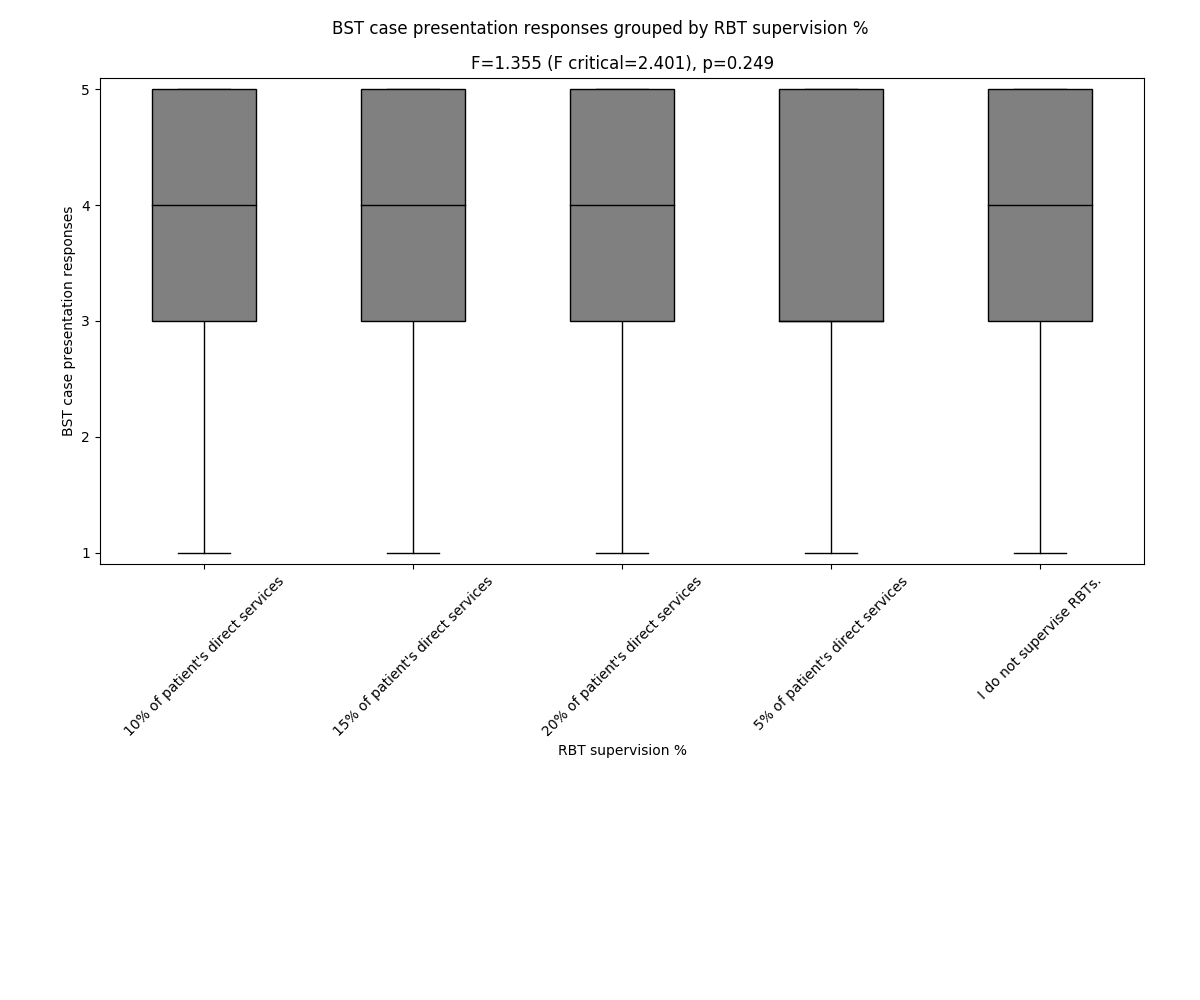 BST case presentation responses grouped by RBT supervision %
F=1.355 (F critical=2.401), p=0.249
BST case presentation responses
5
4
3
2
1
10% of patient's direct services
15% of patient's direct services
20% of patient's direct services
5% of patient's direct services
I do not supervise RBTs.
RBT supervision %